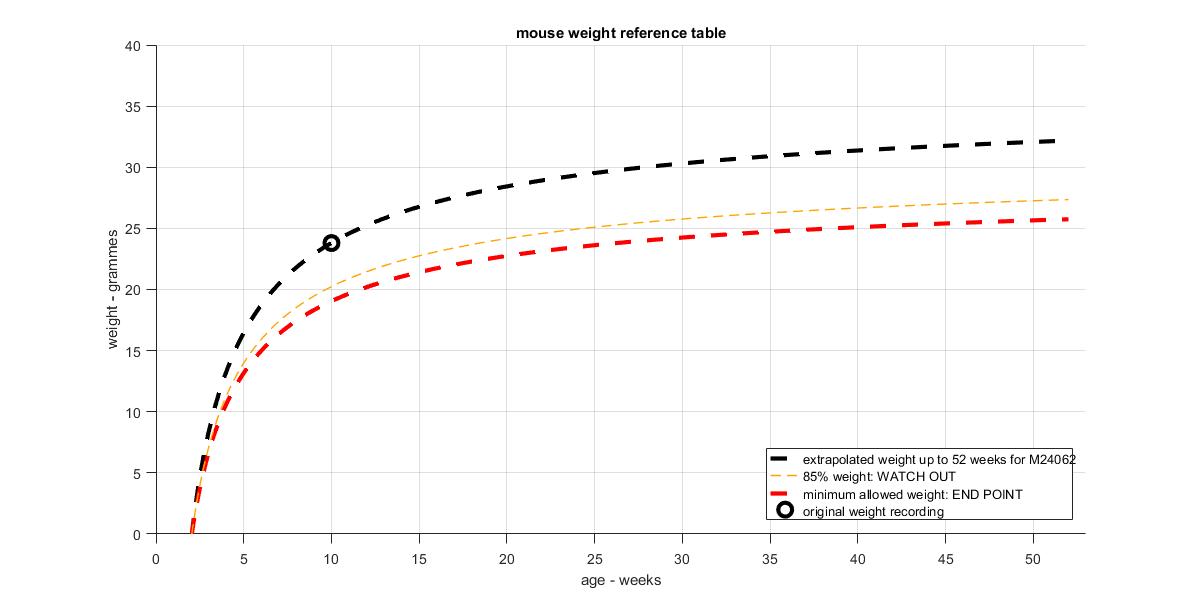 mouse weight reference table
40
35
30
25
20
15
10
5
0
weight - grammes
0 5 10 15 20 25 30 35 40 45 50
age - weeks
extrapolated weight up to 52 weeks for M24062
85% weight: WATCH OUT
minimum allowed weight: END POINT
original weight recording